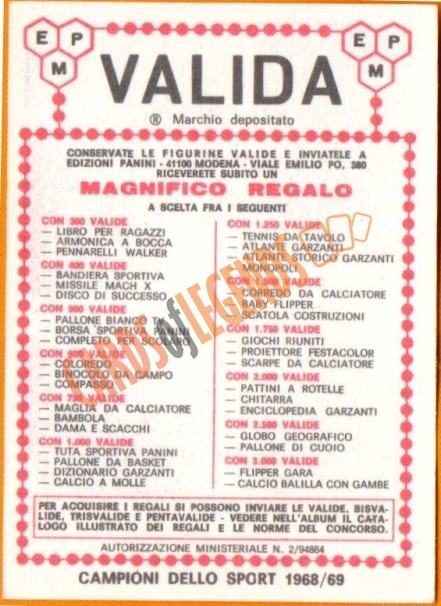 E P M
E P M
VALIDA
® Marchio depositato
CONSERVATE LE FIGURINE VALIDE E INVIATELE A
EDIZIONI PANINI - 41100 MODENA - VIALE EMILIO PO, 380
RICEVERETE SUBITO UN
MAGNIFICO REGALO
A SCELTA FRA I SEGUENTI
CON 300 VALIDE
— LIBRO PER RAGAZZI
— ARMONICA A BOCCA
— PENNARELLI WALKER
CON 400 VALIDE
— BANDIERA SPORTIVA
— MISSILE MACH X
— DISCO DI SUCCESSO
CON 500 VALIDE
— PALLONE BIANCO
— BORSA SPORTIVA PANINI
— COMPLETO PER SCOLARO
CON 600 VALIDE
— COLOREDO
— BINOCOLO DA CAMPO
— COMPASSO
CON 750 VALIDE
— MAGLIA DA CALCIATORE
— BAMBOLA
— DAMA E SCACCHI
CON 1.000 VALIDE
— TUTA SPORTIVA PANINI
— PALLONE DA BASKET
— DIZIONARIO GARZANTI
— CALCIO A MOLLE
CON 1.250 VALIDE
— TENNIS DA TAVOLO
— ATLANTE GARZANTI
— ATLANTE STORICO GARZANTI
— MONOPOLI
CON VALIDE
— CORREDO DA CALCIATORE
— BABY FLIPPER
— SCATOLA COSTRUZIONI
CON 1.750 VALIDE
— GIOCHI RIUNITI
— PROIETTORE FESTACOLOR
— SCARPE DA CALCIATORE
CON 2.000 VALIDE
— PATTINI A ROTELLE
— CHITARRA
— ENCICLOPEDIA GARZANTI
CON 2.500 VALIDE
— GLOBO GEOGRAFICO
— PALLONE DI CUOIO
CON 3.000 VALIDE
— FLIPPER GARA
— CALCIO BALILLA CON GAMBE
CARDS of LEGENDS
PER ACQUISIRE I REGALI SI POSSONO INVIARE LE VALIDE, BISVA-
LIDE, TRISVALIDE E PENTAVALIDE - VEDERE NELL'ALBUM IL CATA-
LOGO ILLUSTRATO DEI REGALI E LE NORME DEL CONCORSO.
AUTORIZZAZIONE MINISTERIALE N. 2/94864
CAMPIONI DELLO SPORT 1968/69